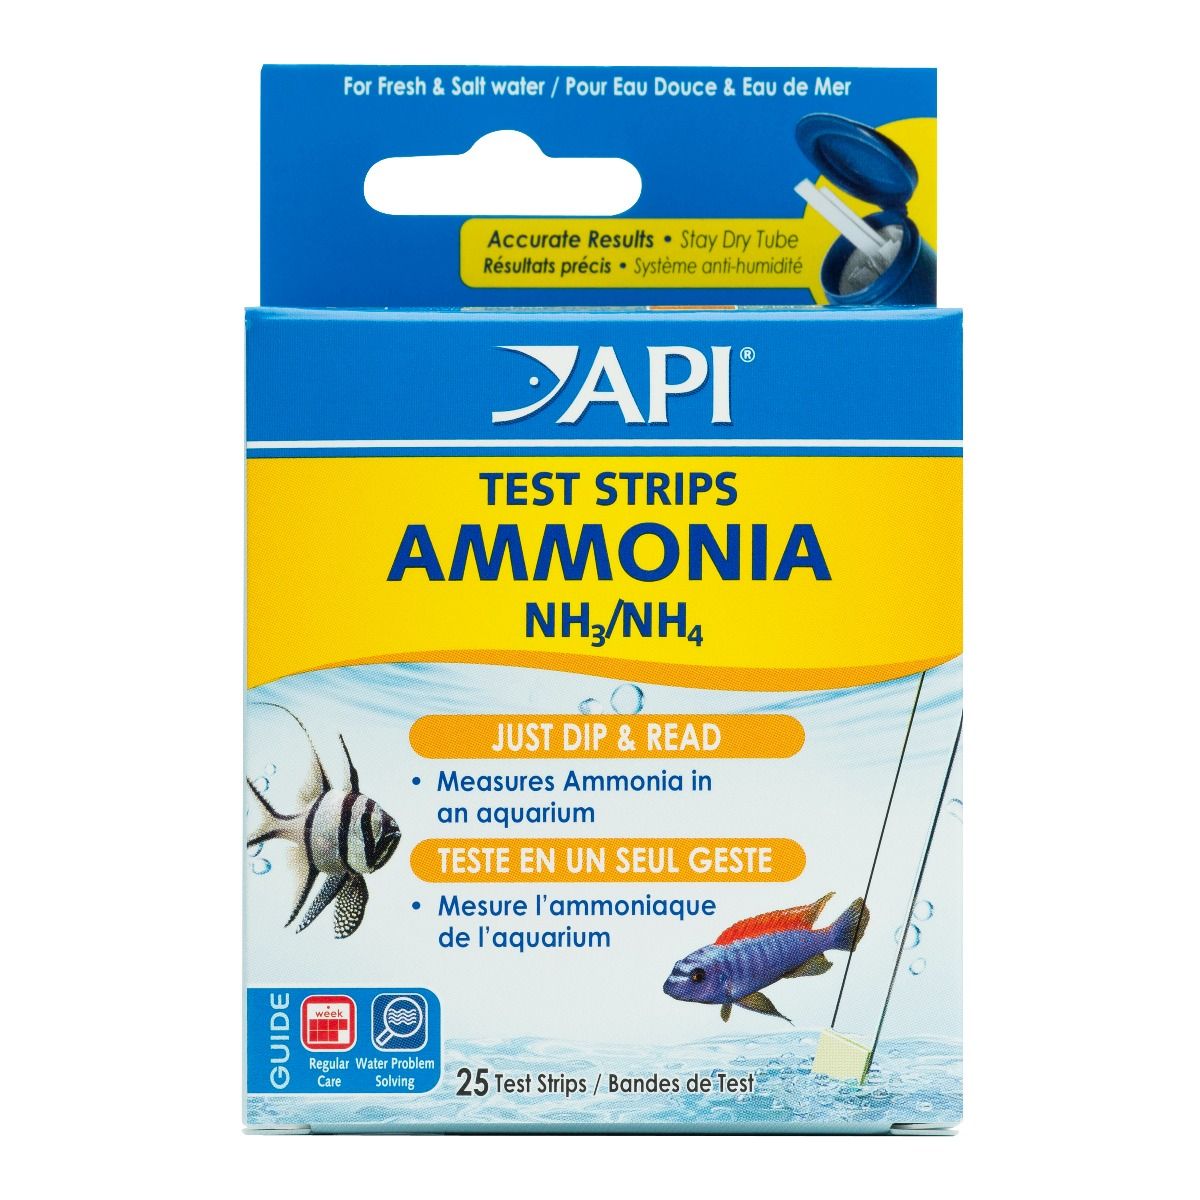 For Fresh & Salt water / Pour Eau Douce & Eau de Mer
Accurate Results • Stay Dry Tube
Résultats précis • Système anti-humidité
API®
TEST STRIPS
AMMONIA
NH₃/NH₄
JUST DIP & READ
• Measures Ammonia in
an aquarium
TESTE EN UN SEUL GESTE
• Mesure l'ammoniaque
de l'aquarium
GUIDE
week
Regular
Care
Water Problem
Solving
25 Test Strips / Bandes de Test